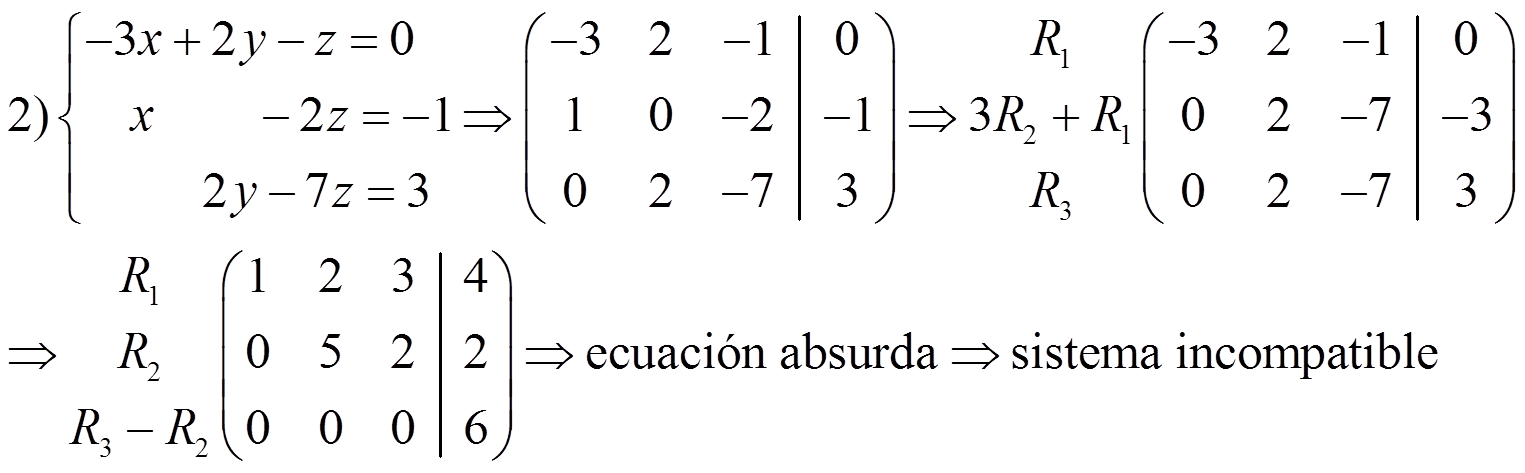 2) { −3x + 2y − z = 0 ⇒ ( −3 2 −1 | 0 ) ⇒ R₁ ( −3 2 −1 | 0 )
x − 2z = −1 ⇒ ( 1 0 −2 | −1 ) ⇒ 3R₂ + R₁ ( 0 2 −7 | −3 )
2y − 7z = 3 ( 0 2 −7 | 3 ) R₃ ( 0 2 −7 | 3 )
R₁ ( 1 2 3 | 4 )
⇒ R₂ ( 0 5 2 | 2 ) ⇒ ecuación absurda ⇒ sistema incompatible
R₃ − R₂ ( 0 0 0 | 6 )